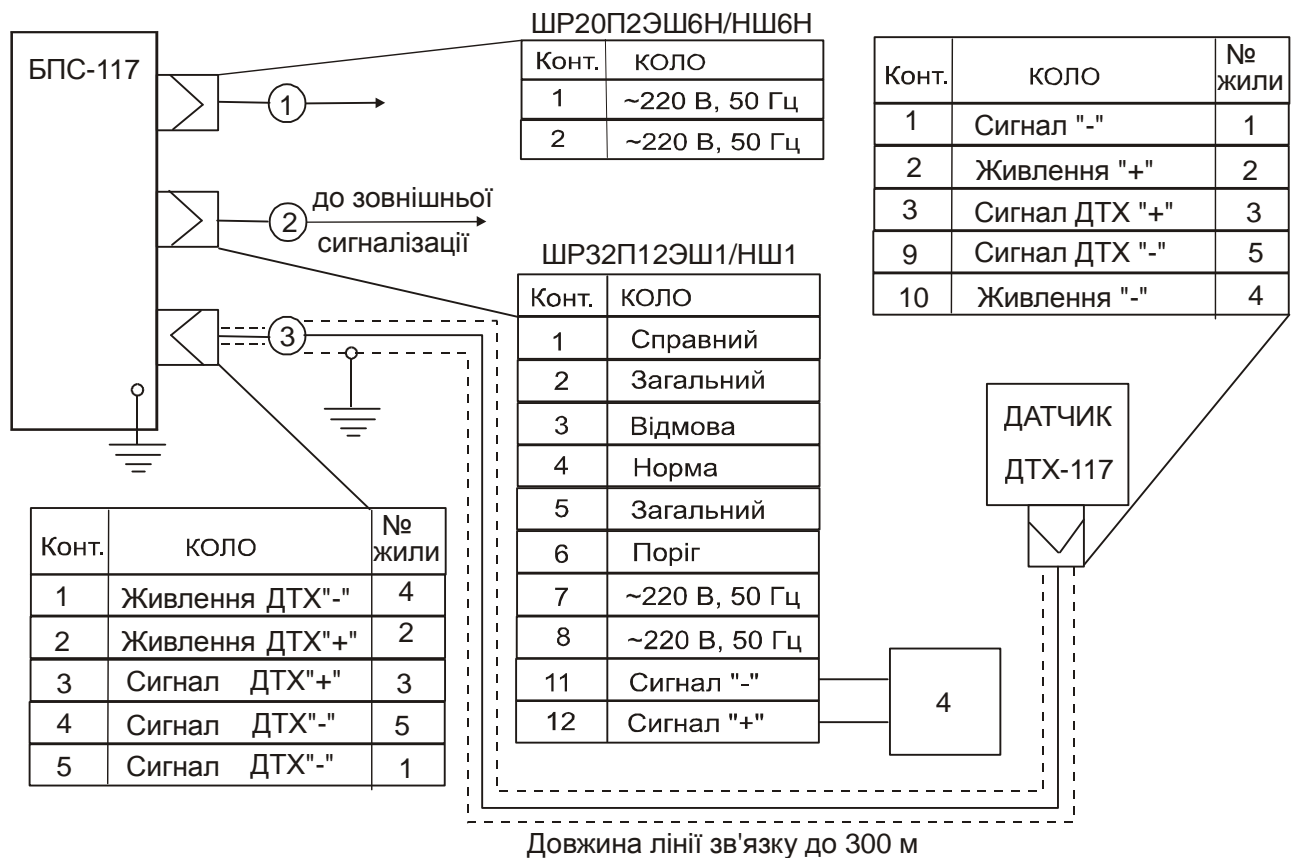 БПС-117
1
2
до зовнішньої
сигналізації
3
ШР20П2ЭШ6Н/НШ6Н
Конт. КОЛО
1 ~220 В, 50 Гц
2 ~220 В, 50 Гц
ШР32П12ЭШ1/НШ1
Конт. КОЛО
1 Справний
2 Загальний
3 Відмова
4 Норма
5 Загальний
6 Поріг
7 ~220 В, 50 Гц
8 ~220 В, 50 Гц
11 Сигнал "-"
12 Сигнал "+"
4
Конт. КОЛО № жили
1 Сигнал "-" 1
2 Живлення "+" 2
3 Сигнал ДТХ "+" 3
9 Сигнал ДТХ "-" 5
10 Живлення "-" 4
ДАТЧИК
ДТХ-117
Конт. КОЛО № жили
1 Живлення ДТХ"-" 4
2 Живлення ДТХ"+" 2
3 Сигнал ДТХ"+" 3
4 Сигнал ДТХ"-" 5
5 Сигнал ДТХ"-" 1
Довжина лінії зв'язку до 300 м